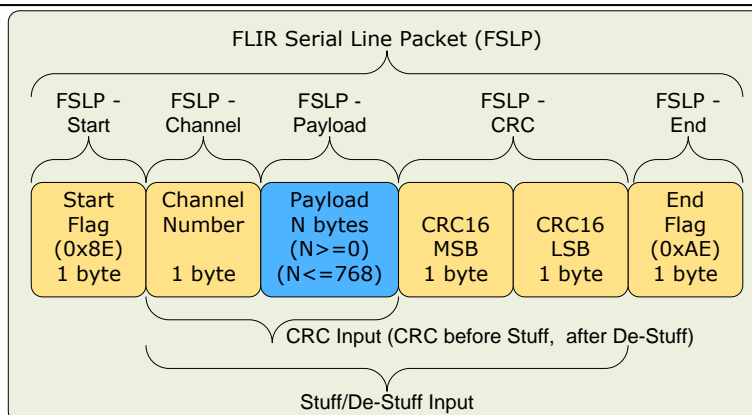 FLIR Serial Line Packet (FSLP)
FSLP -
Start
FSLP -
Channel
FSLP -
Payload
FSLP -
CRC
FSLP -
End
Start
Flag
(0x8E)
1 byte
Channel
Number
1 byte
Payload
N bytes
(N>=0)
(N<=768)
CRC16
MSB
1 byte
CRC16
LSB
1 byte
End
Flag
(0xAE)
1 byte
CRC Input (CRC before Stuff, after De-Stuff)
Stuff/De-Stuff Input